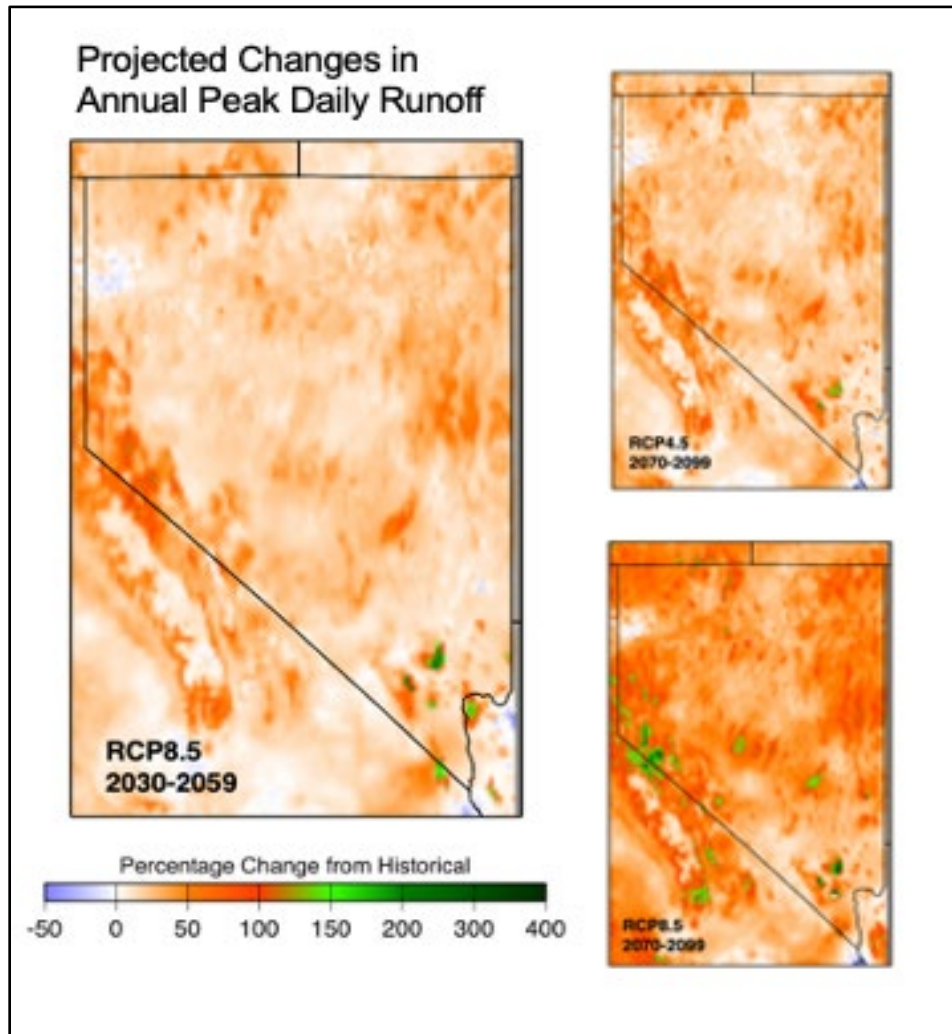 Projected Changes in
Annual Peak Daily Runoff
RCP8.5
2030-2059
Percentage Change from Historical
-50 0 50 100 150 200 300 400
RCP4.5
2070-2099
RCP8.5
2070-2099